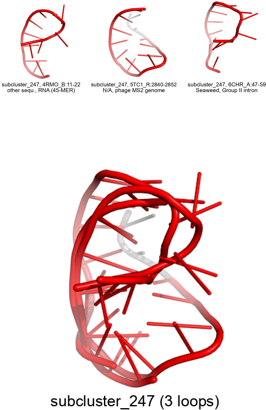 subcluster_247, 4RMO_B:11-22
other sequ., RNA (45-MER)
subcluster_247, 5TC1_R:2840-2852
N/A, phage MS2 genome
subcluster_247, 6CHR_A:47-59
Seaweed, Group II intron
subcluster_247 (3 loops)